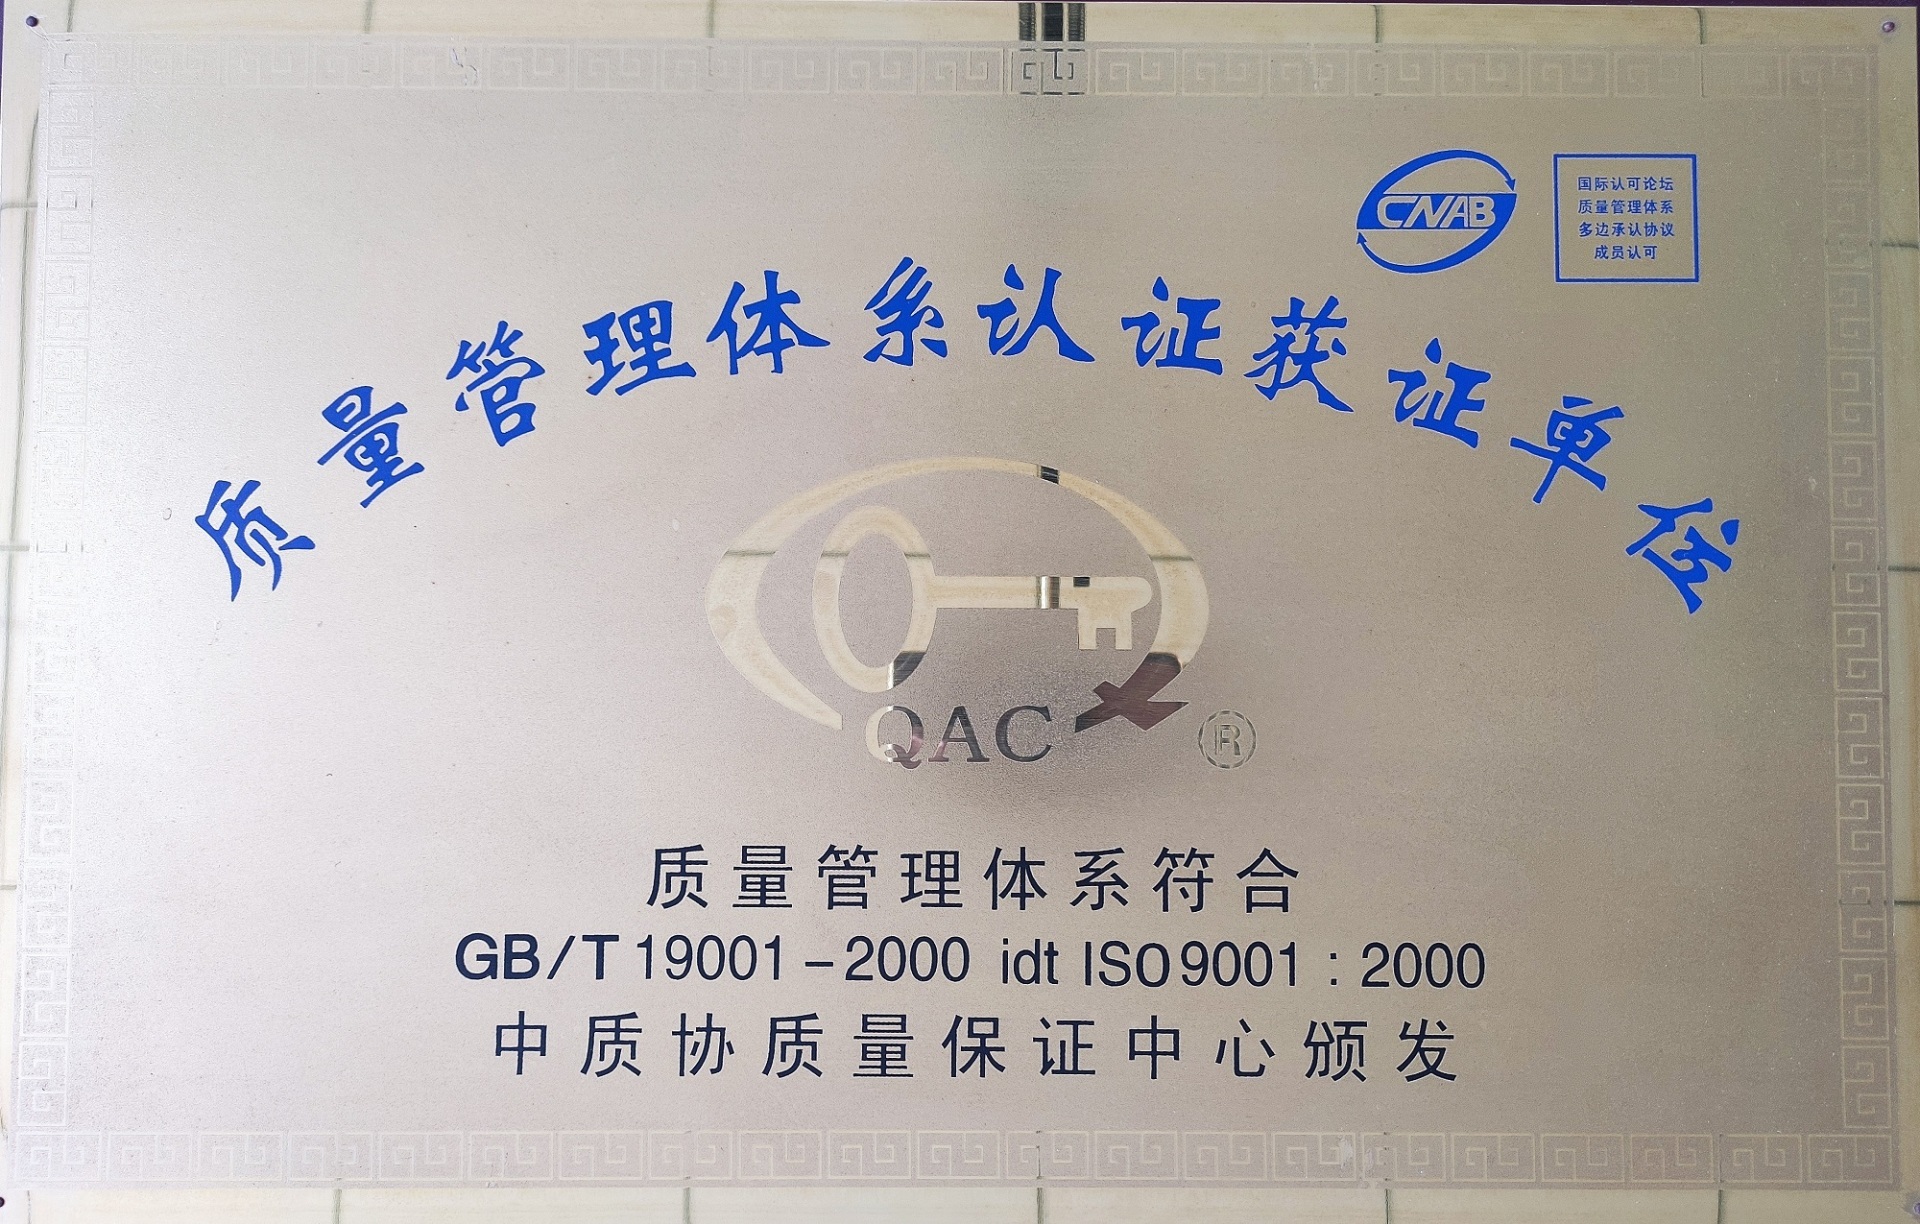 CNAB
国际认可论坛
质量管理体系
多边承认协议
成员认可
质量管理体系认证获证单位
QAC
®
质量管理体系符合
GB/T 19001-2000 idt ISO9001:2000
中质协质量保证中心颁发